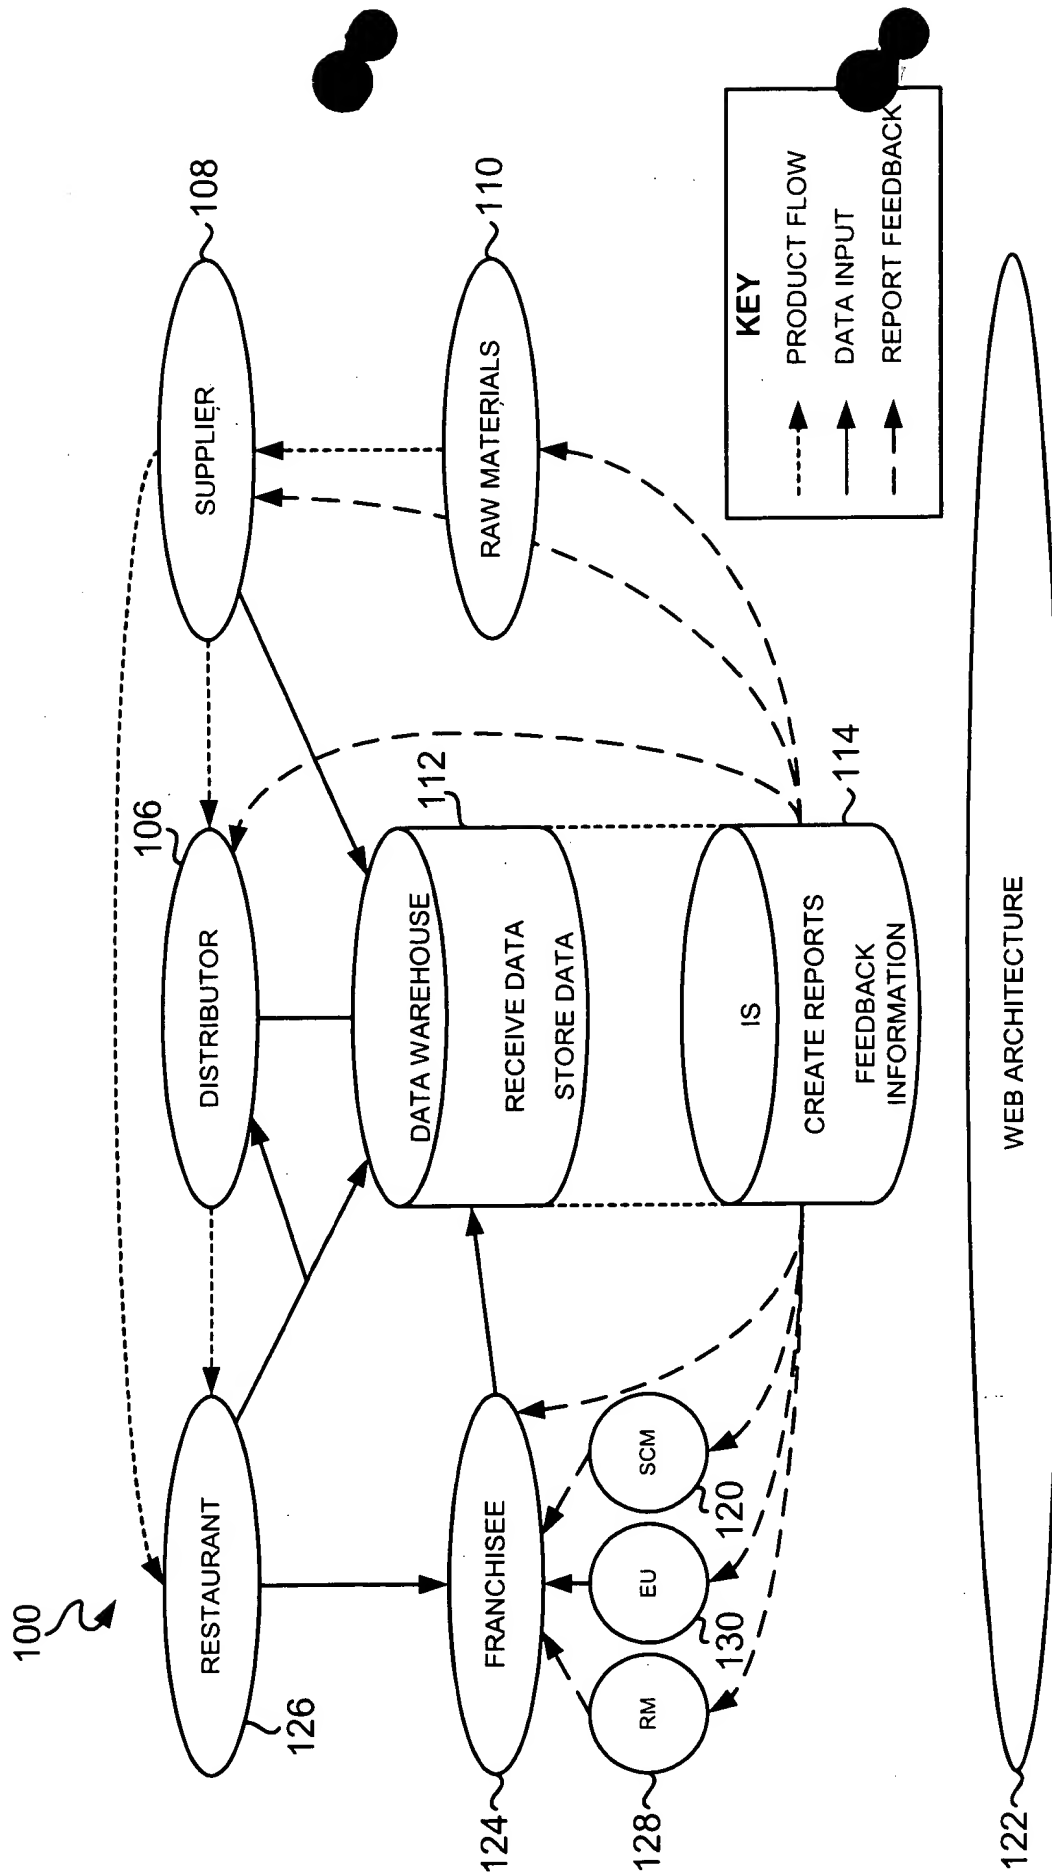 100
126
RESTAURANT
106
DISTRIBUTOR
108
SUPPLIER
124
FRANCHISEE
112
DATA WAREHOUSE
RECEIVE DATA
STORE DATA
110
RAW MATERIALS
128
RM
130
EU
120
SCM
114
IS
CREATE REPORTS
FEEDBACK
INFORMATION
KEY
PRODUCT FLOW
DATA INPUT
REPORT FEEDBACK
122
WEB ARCHITECTURE